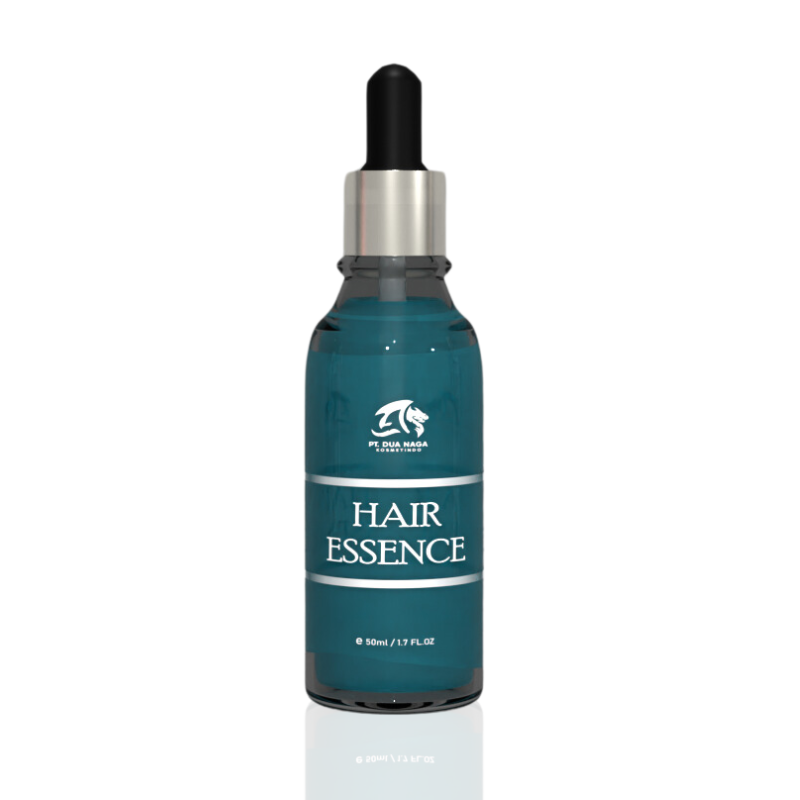 PT. DUA NAGA
KOSMETINDO
HAIR
ESSENCE
e 50ml / 1.7 FL.OZ